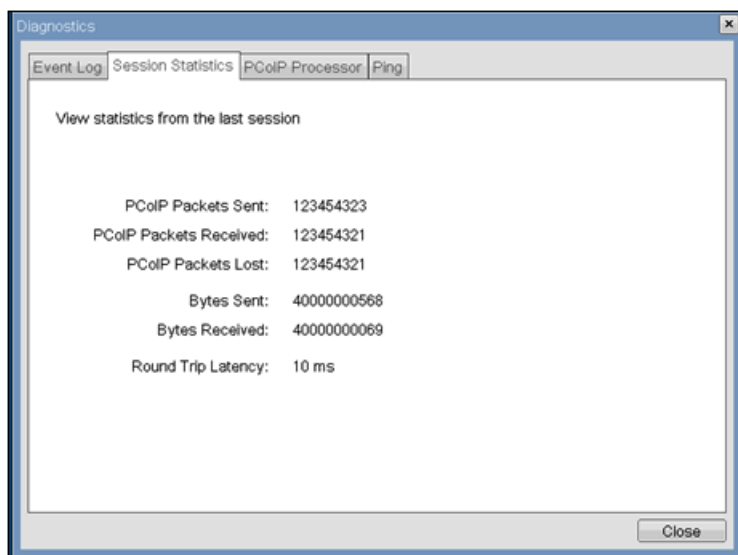 Diagnostics
Event Log Session Statistics PCoIP Processor Ping
View statistics from the last session
PCoIP Packets Sent: 123454323
PCoIP Packets Received: 123454321
PCoIP Packets Lost: 123454321
Bytes Sent: 40000000568
Bytes Received: 40000000069
Round Trip Latency: 10 ms
Close